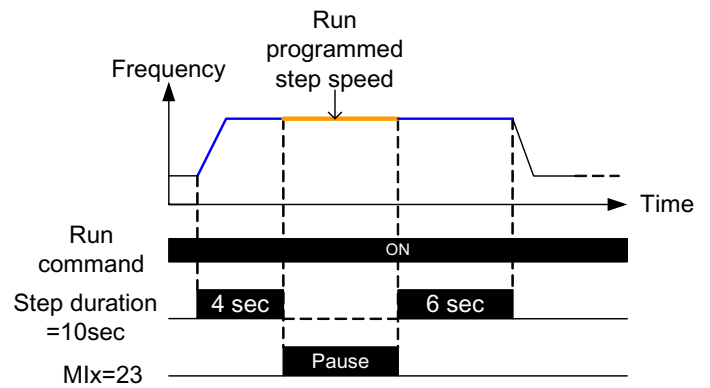 Run
programmed
step speed
Frequency
Time
Run
command
ON
Step duration
=10sec
4 sec
6 sec
Pause
MIx=23